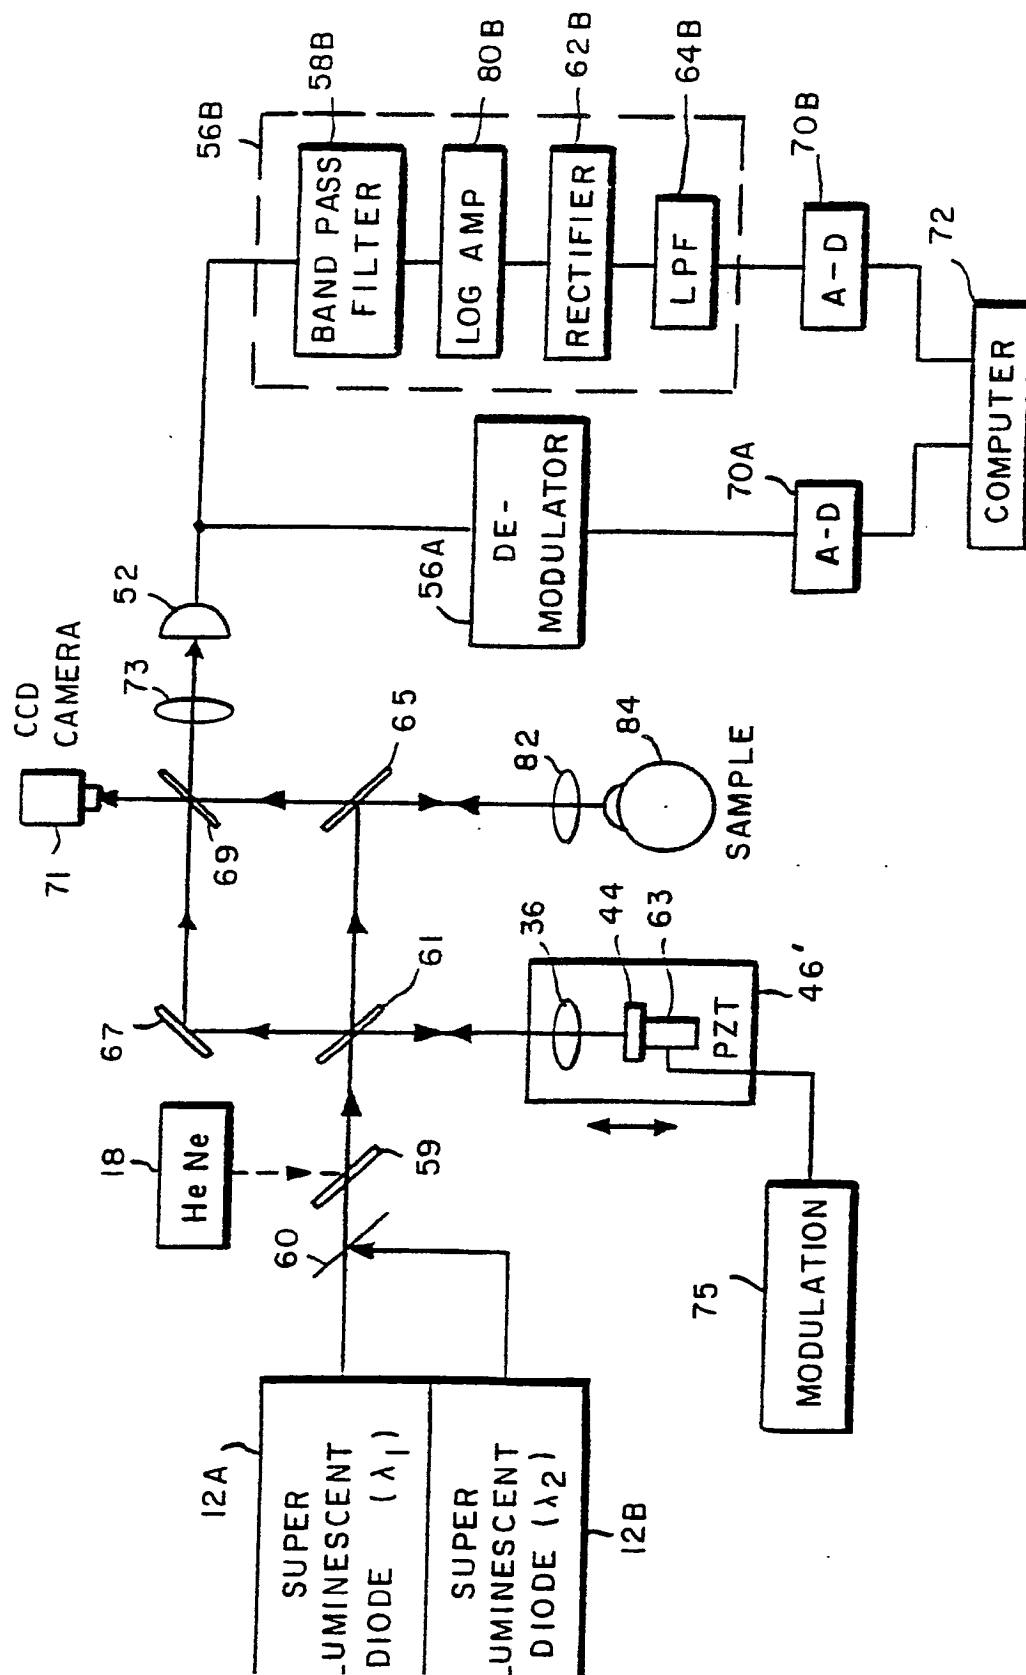 12A
SUPER
LUMINESCENT
DIODE (λ1)
SUPER
LUMINESCENT
DIODE (λ2)
12B
18
He Ne
60
59
67
61
CCD
CAMERA
71
69
73
52
65
82
84
SAMPLE
36
44
63
PZT
46'
75
MODULATION
56A
DE-
MODULATOR
56B
58B
BAND PASS
FILTER
80B
LOG AMP
62B
RECTIFIER
64B
LPF
70A
A-D
70B
A-D
72
COMPUTER